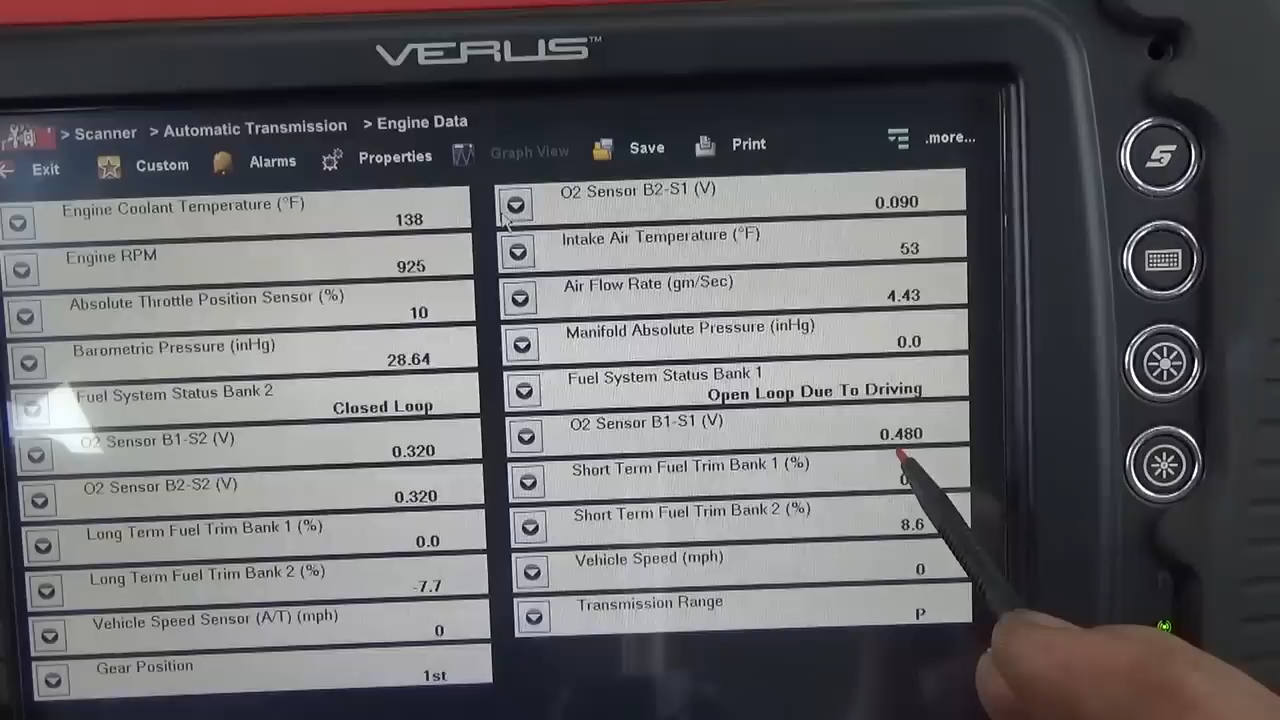 VERUS™
> Scanner > Automatic Transmission > Engine Data
Exit Custom Alarms Properties Graph View Save Print .more...
Engine Coolant Temperature (°F)
138
Engine RPM
925
Absolute Throttle Position Sensor (%)
10
Barometric Pressure (inHg)
28.64
Fuel System Status Bank 2
Closed Loop
O2 Sensor B1-S2 (V)
0.320
O2 Sensor B2-S2 (V)
0.320
Long Term Fuel Trim Bank 1 (%)
0.0
Long Term Fuel Trim Bank 2 (%)
-7.7
Vehicle Speed Sensor (A/T) (mph)
0
Gear Position
1st
O2 Sensor B2-S1 (V)
0.090
Intake Air Temperature (°F)
53
Air Flow Rate (gm/Sec)
4.43
Manifold Absolute Pressure (inHg)
0.0
Fuel System Status Bank 1
Open Loop Due To Driving
O2 Sensor B1-S1 (V)
0.480
Short Term Fuel Trim Bank 1 (%)
Short Term Fuel Trim Bank 2 (%)
8.6
Vehicle Speed (mph)
0
Transmission Range
P